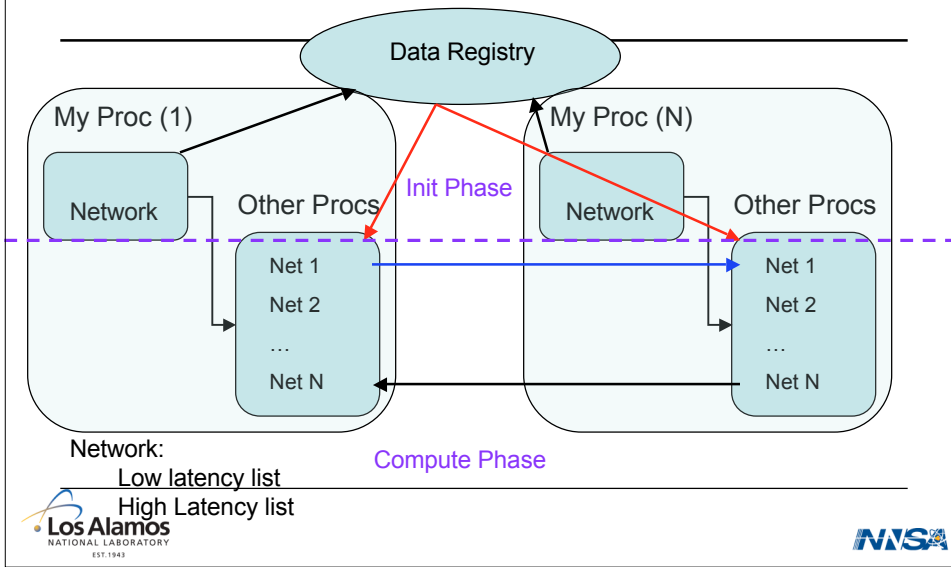 Data Registry
My Proc (1)
My Proc (N)
Network
Other Procs
Init Phase
Network
Other Procs
Net 1
Net 2
...
Net N
Net 1
Net 2
...
Net N
Network:
Low latency list
High Latency list
Compute Phase
Los Alamos
NATIONAL LABORATORY
EST.1943
NNSA